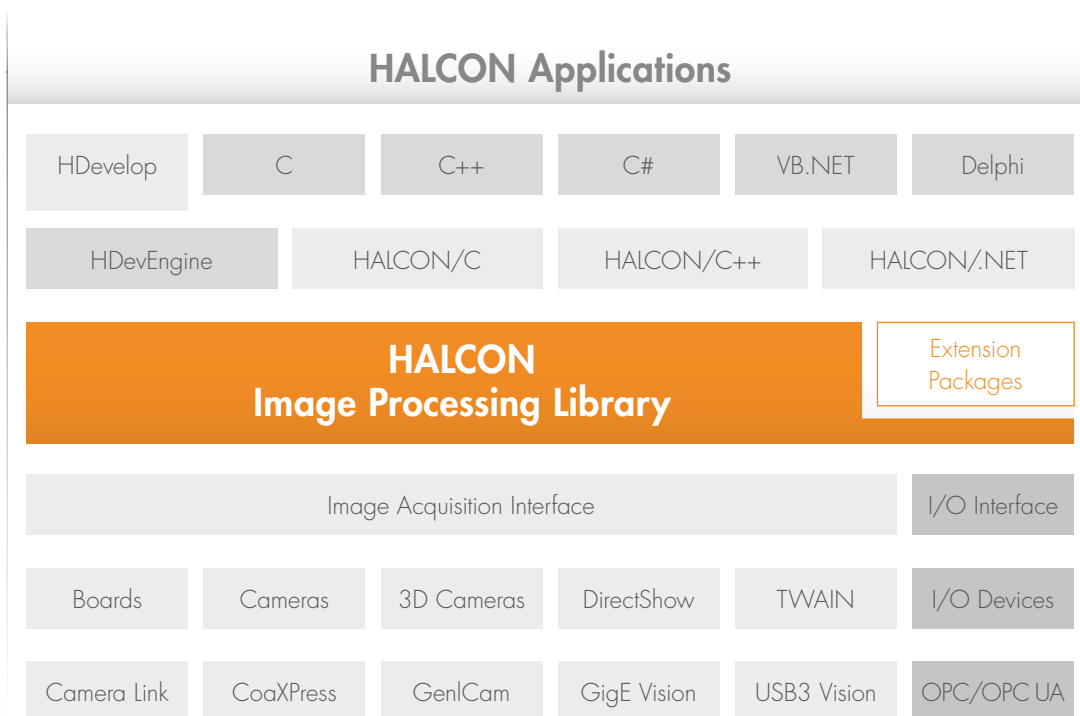 HALCON Applications
HDevelop
C
C++
C#
VB.NET
Delphi
HDevEngine
HALCON/C
HALCON/C++
HALCON/.NET
HALCON
Image Processing Library
Extension
Packages
Image Acquisition Interface
I/O Interface
Boards
Cameras
3D Cameras
DirectShow
TWAIN
I/O Devices
Camera Link
CoaXPress
GenICam
GigE Vision
USB3 Vision
OPC/OPC UA